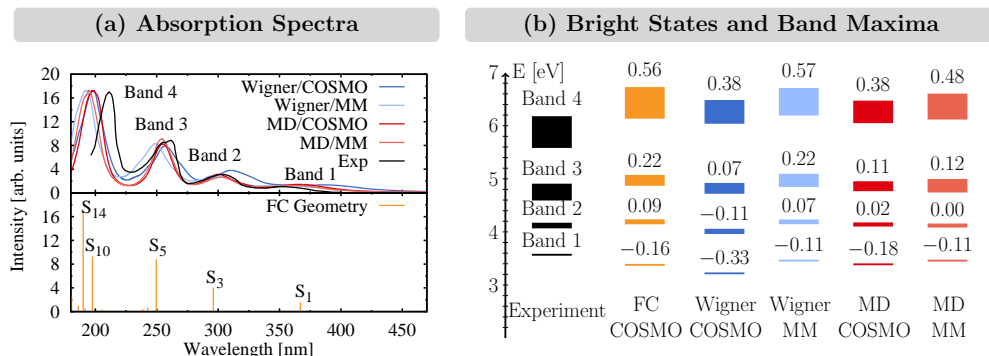 (a) Absorption Spectra
20
16
12
8
4
0
Band 4
Band 3
Band 2
Band 1
Wigner/COSMO
Wigner/MM
MD/COSMO
MD/MM
Exp
Intensity [arb. units]
16
12
8
4
0
FC Geometry
S14
S10
S5
S3
S1
200
250
300
350
400
450
Wavelength [nm]
(b) Bright States and Band Maxima
7
6
5
4
3
E [eV]
Band 4
Band 3
Band 2
Band 1
0.56
0.38
0.57
0.38
0.48
0.22
0.07
0.22
0.11
0.12
0.09
−0.11
0.07
0.02
0.00
−0.16
−0.33
−0.11
−0.18
−0.11
Experiment
FC
COSMO
Wigner
COSMO
Wigner
MM
MD
COSMO
MD
MM